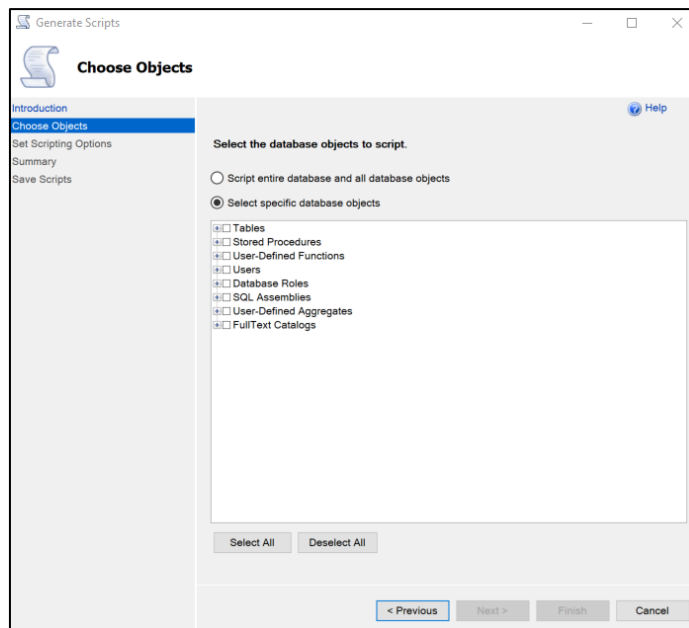 Generate Scripts
Choose Objects
Introduction
Choose Objects
Set Scripting Options
Summary
Save Scripts
Help
Select the database objects to script.
Script entire database and all database objects
Select specific database objects
Tables
Stored Procedures
User-Defined Functions
Users
Database Roles
SQL Assemblies
User-Defined Aggregates
FullText Catalogs
Select All
Deselect All
< Previous
Next >
Finish
Cancel